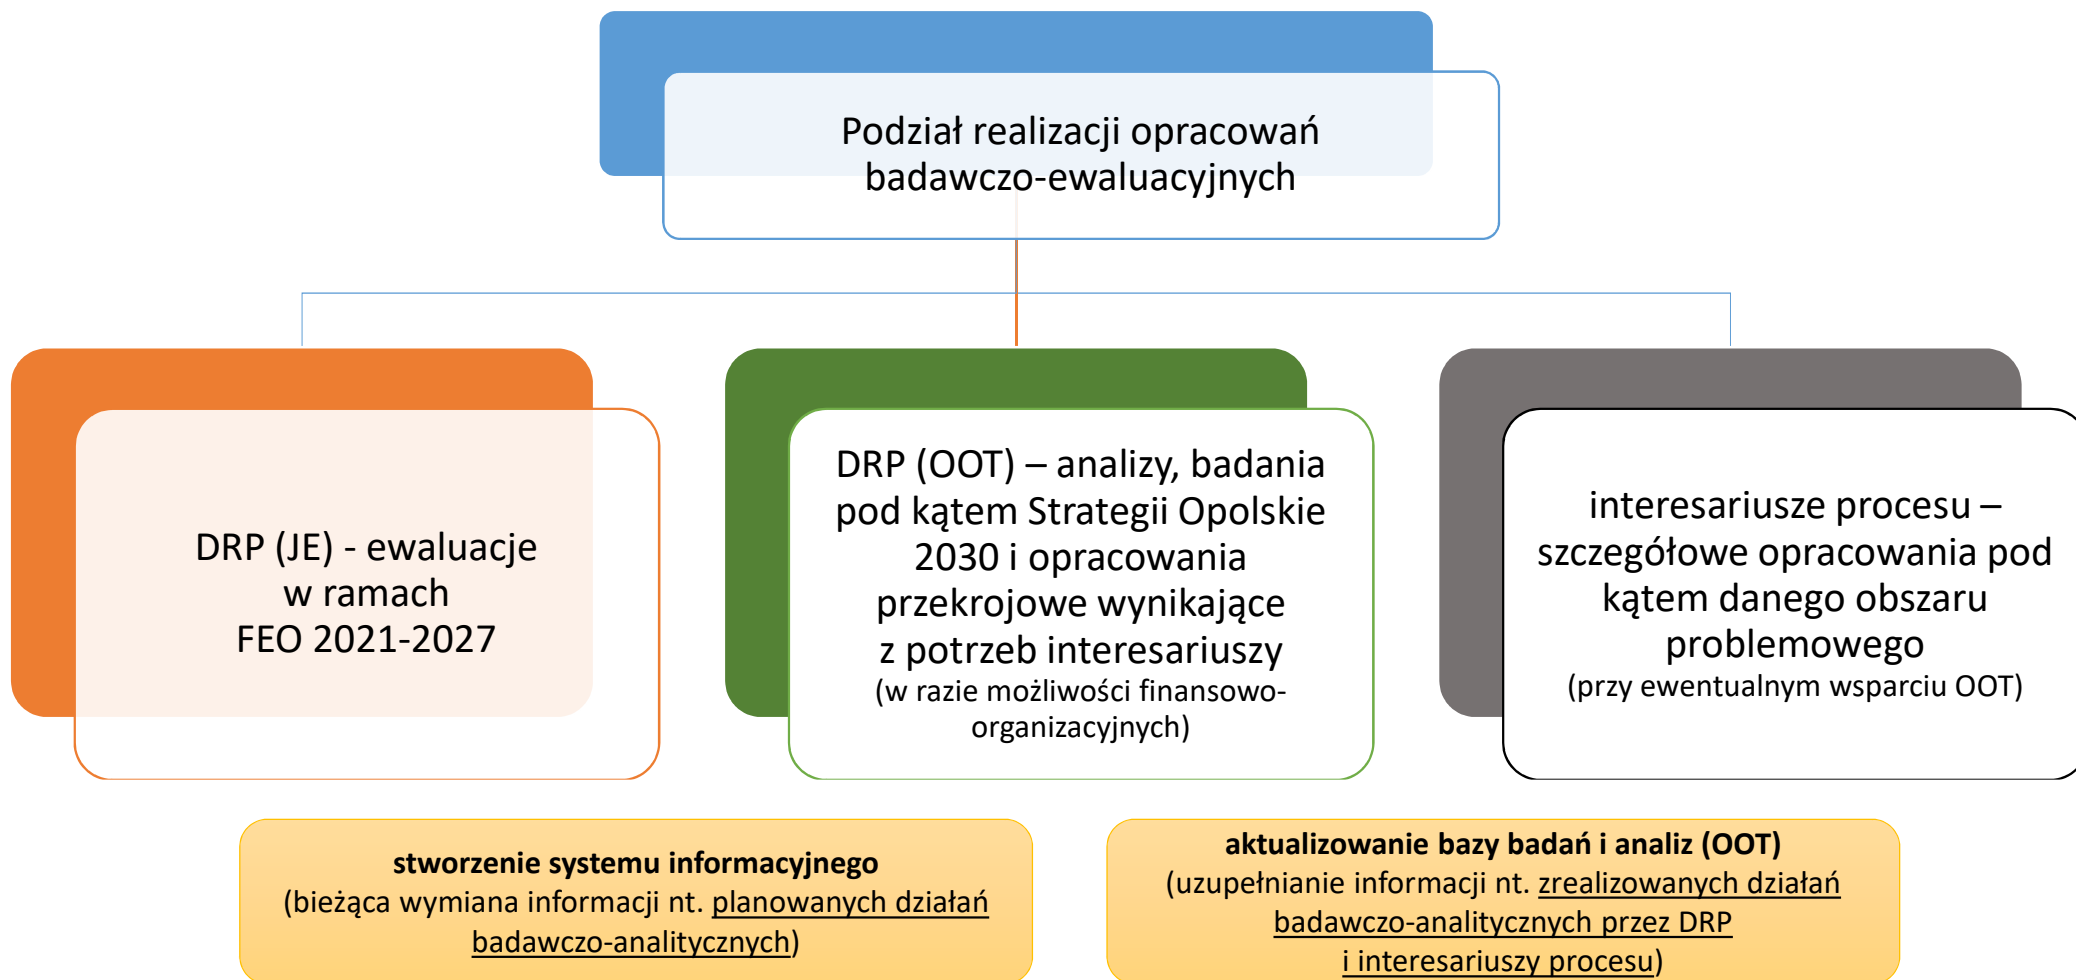 Podział realizacji opracowań
badawczo-ewaluacyjnych
DRP (JE) - ewaluacje
w ramach
FEO 2021-2027
DRP (OOT) – analizy, badania
pod kątem Strategii Opolskie
2030 i opracowania
przekrojowe wynikające
z potrzeb interesariuszy
(w razie możliwości finansowo-
organizacyjnych)
interesariusze procesu –
szczegółowe opracowania pod
kątem danego obszaru
problemowego
(przy ewentualnym wsparciu OOT)
stworzenie systemu informacyjnego
(bieżąca wymiana informacji nt. planowanych działań
badawczo-analitycznych)
aktualizowanie bazy badań i analiz (OOT)
(uzupełnianie informacji nt. zrealizowanych działań
badawczo-analitycznych przez DRP
i interesariuszy procesu)